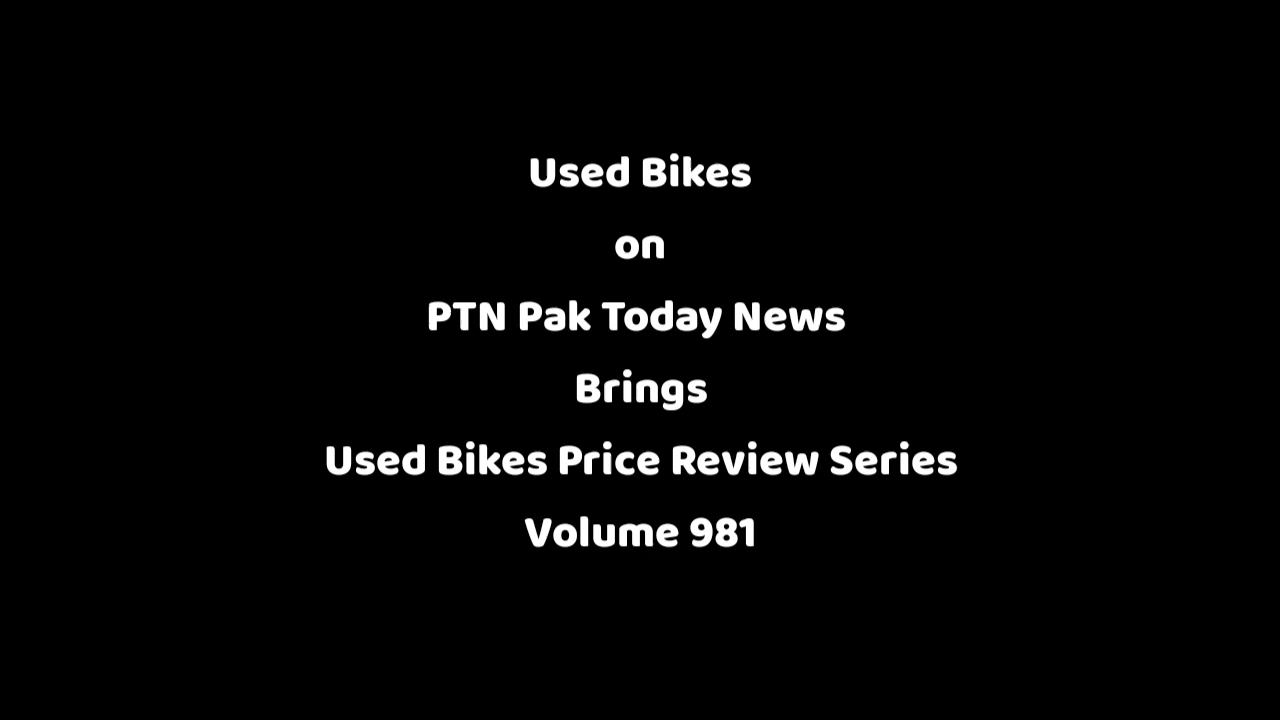 Used Bikes
on
PTN Pak Today News
Brings
Used Bikes Price Review Series
Volume 981